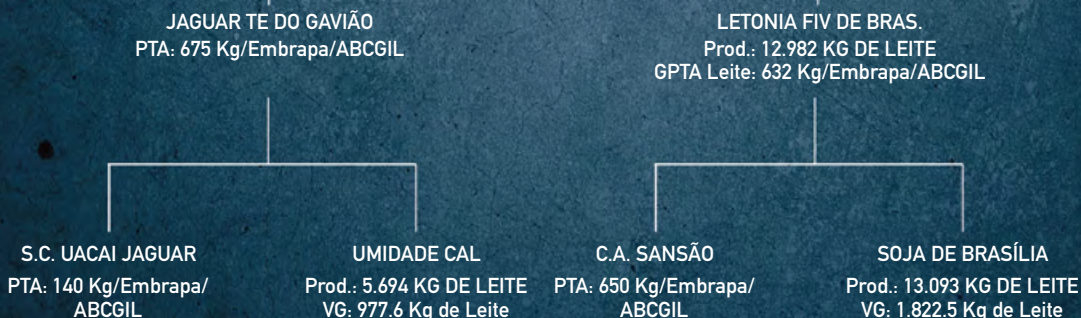 JAGUAR TE DO GAVIÃO
PTA: 675 Kg/Embrapa/ABCGIL
LETONIA FIV DE BRAS.
Prod.: 12.982 KG DE LEITE
GPTA Leite: 632 Kg/Embrapa/ABCGIL
S.C. UACAI JAGUAR
PTA: 140 Kg/Embrapa/
ABCGIL
UMIDADE CAL
Prod.: 5.694 KG DE LEITE
VG: 977.6 Kg de Leite
C.A. SANSÃO
PTA: 650 Kg/Embrapa/
ABCGIL
SOJA DE BRASÍLIA
Prod.: 13.093 KG DE LEITE
VG: 1.822.5 Kg de Leite